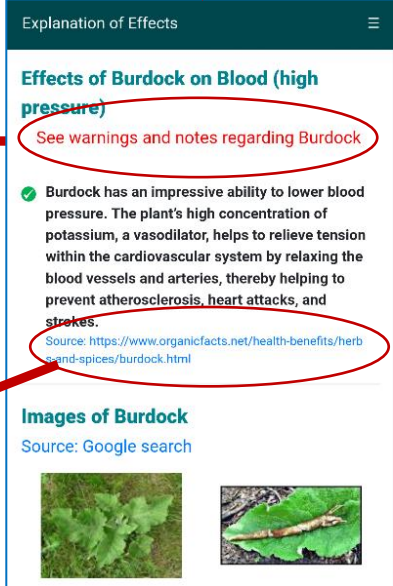 Explanation of Effects
Effects of Burdock on Blood (high
pressure)
See warnings and notes regarding Burdock
Burdock has an impressive ability to lower blood
pressure. The plant's high concentration of
potassium, a vasodilator, helps to relieve tension
within the cardiovascular system by relaxing the
blood vessels and arteries, thereby helping to
prevent atherosclerosis, heart attacks, and
strokes.
Source: https://www.organicfacts.net/health-benefits/herb
s-and-spices/burdock.html
Images of Burdock
Source: Google search